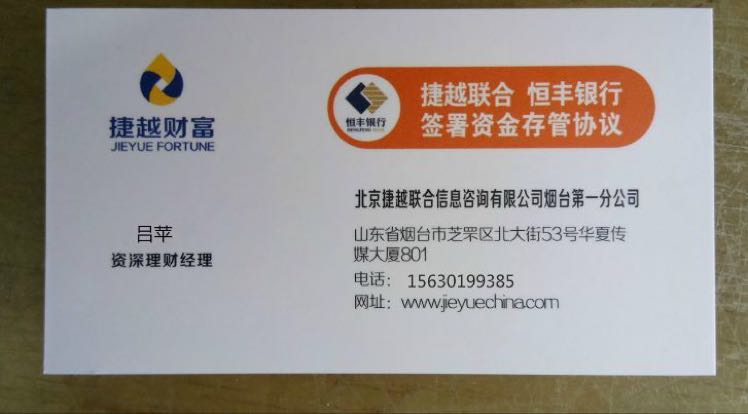 捷越财富
JIEYUE FORTUNE
吕苹
资深理财经理
恒丰银行
捷越联合 恒丰银行
签署资金存管协议
北京捷越联合信息咨询有限公司烟台第一分公司
山东省烟台市芝罘区北大街53号华夏传
媒大厦801
电话: 15630199385
网址: www.jieyuechina.com